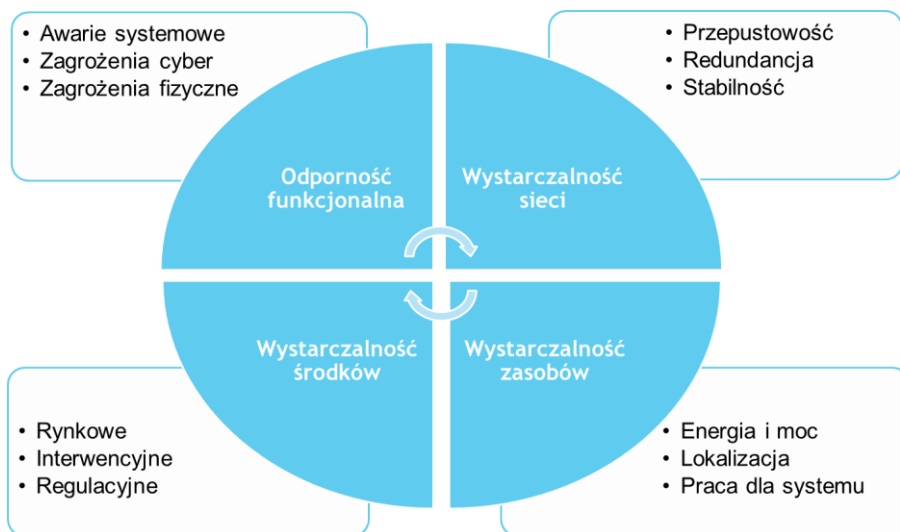 • Awarie systemowe
• Zagrożenia cyber
• Zagrożenia fizyczne
• Przepustowość
• Redundancja
• Stabilność
Odporność
funkcjonalna
Wystarczalność
sieci
Wystarczalność
środków
Wystarczalność
zasobów
• Rynkowe
• Interwencyjne
• Regulacyjne
• Energia i moc
• Lokalizacja
• Praca dla systemu